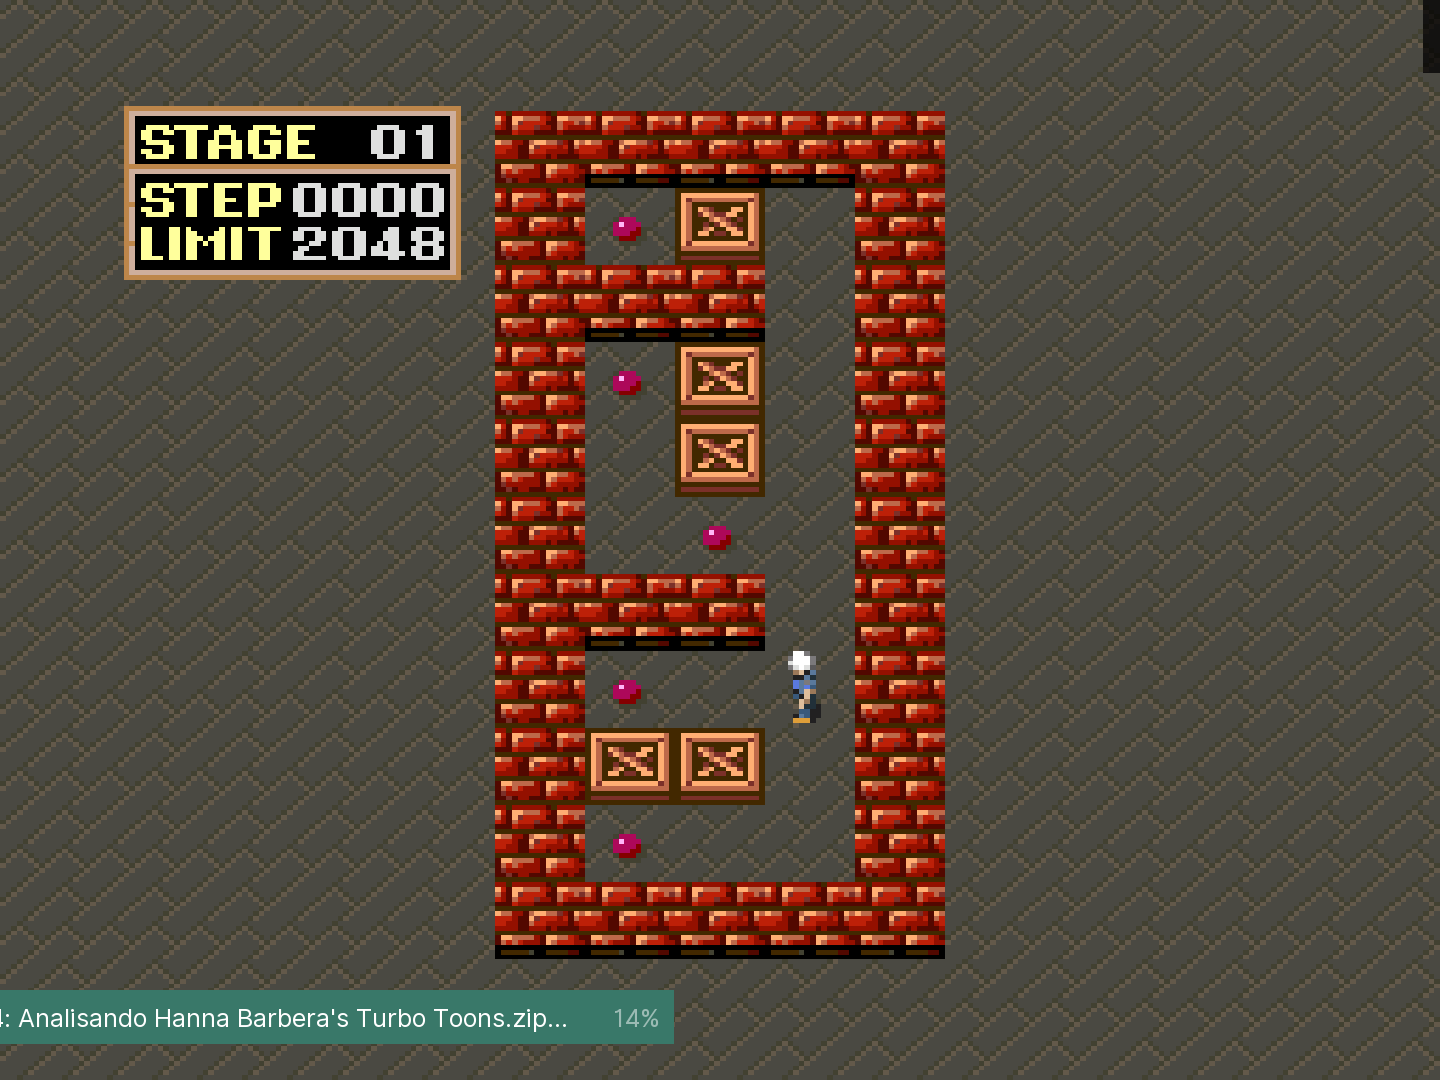 STAGE 01
STEP 0000
LIMIT 2048
: Analisando Hanna Barbera's Turbo Toons.zip... 14%